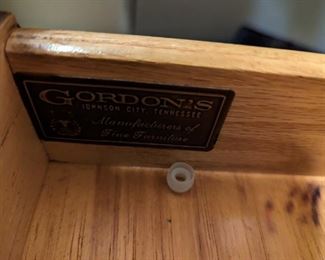 GORDON'S
JOHNSON CITY, TENNESSEE
Manufacturers of
Fine Furniture